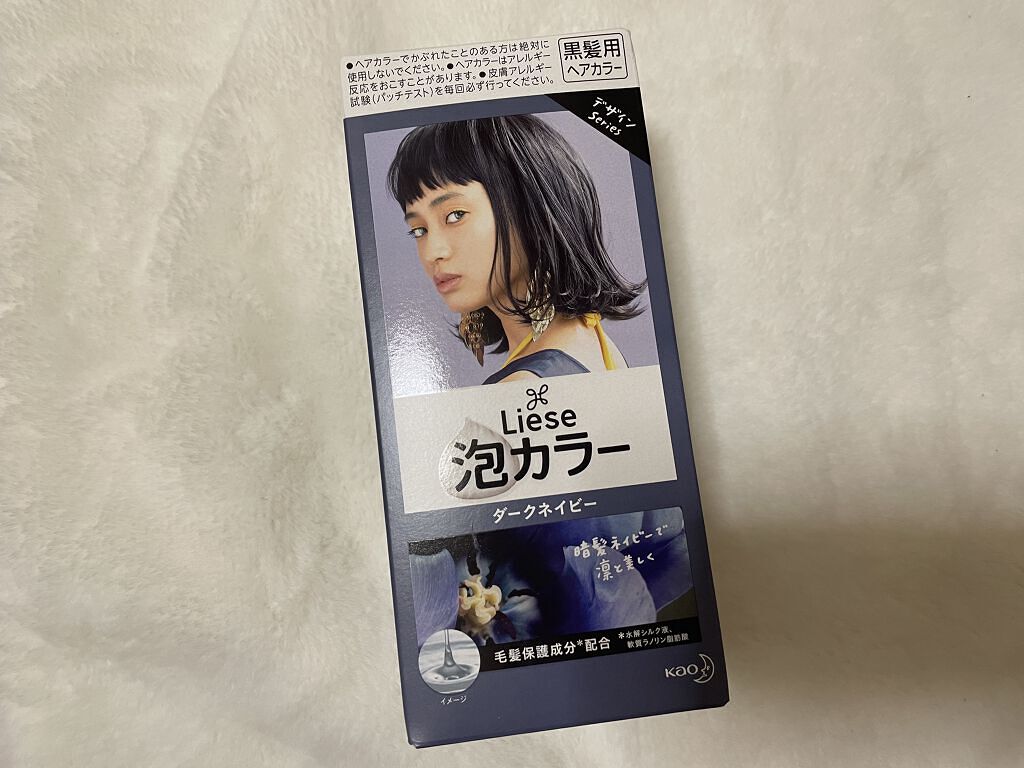 ●ヘアカラーでかぶれたことのある方は絶対に
使用しないでください。●ヘアカラーはアレルギー
反応をおこすことがあります。●皮膚アレルギー
試験(パッチテスト)を毎回必ず行ってください。
黒髪用
ヘアカラー
デザイン
Series
Liese
泡カラー
ダークネイビー
暗髪ネイビーで
凛と美しく
毛髪保護成分*配合
*水解シルク液、
軟質ラノリン脂肪酸
イメージ
Kao